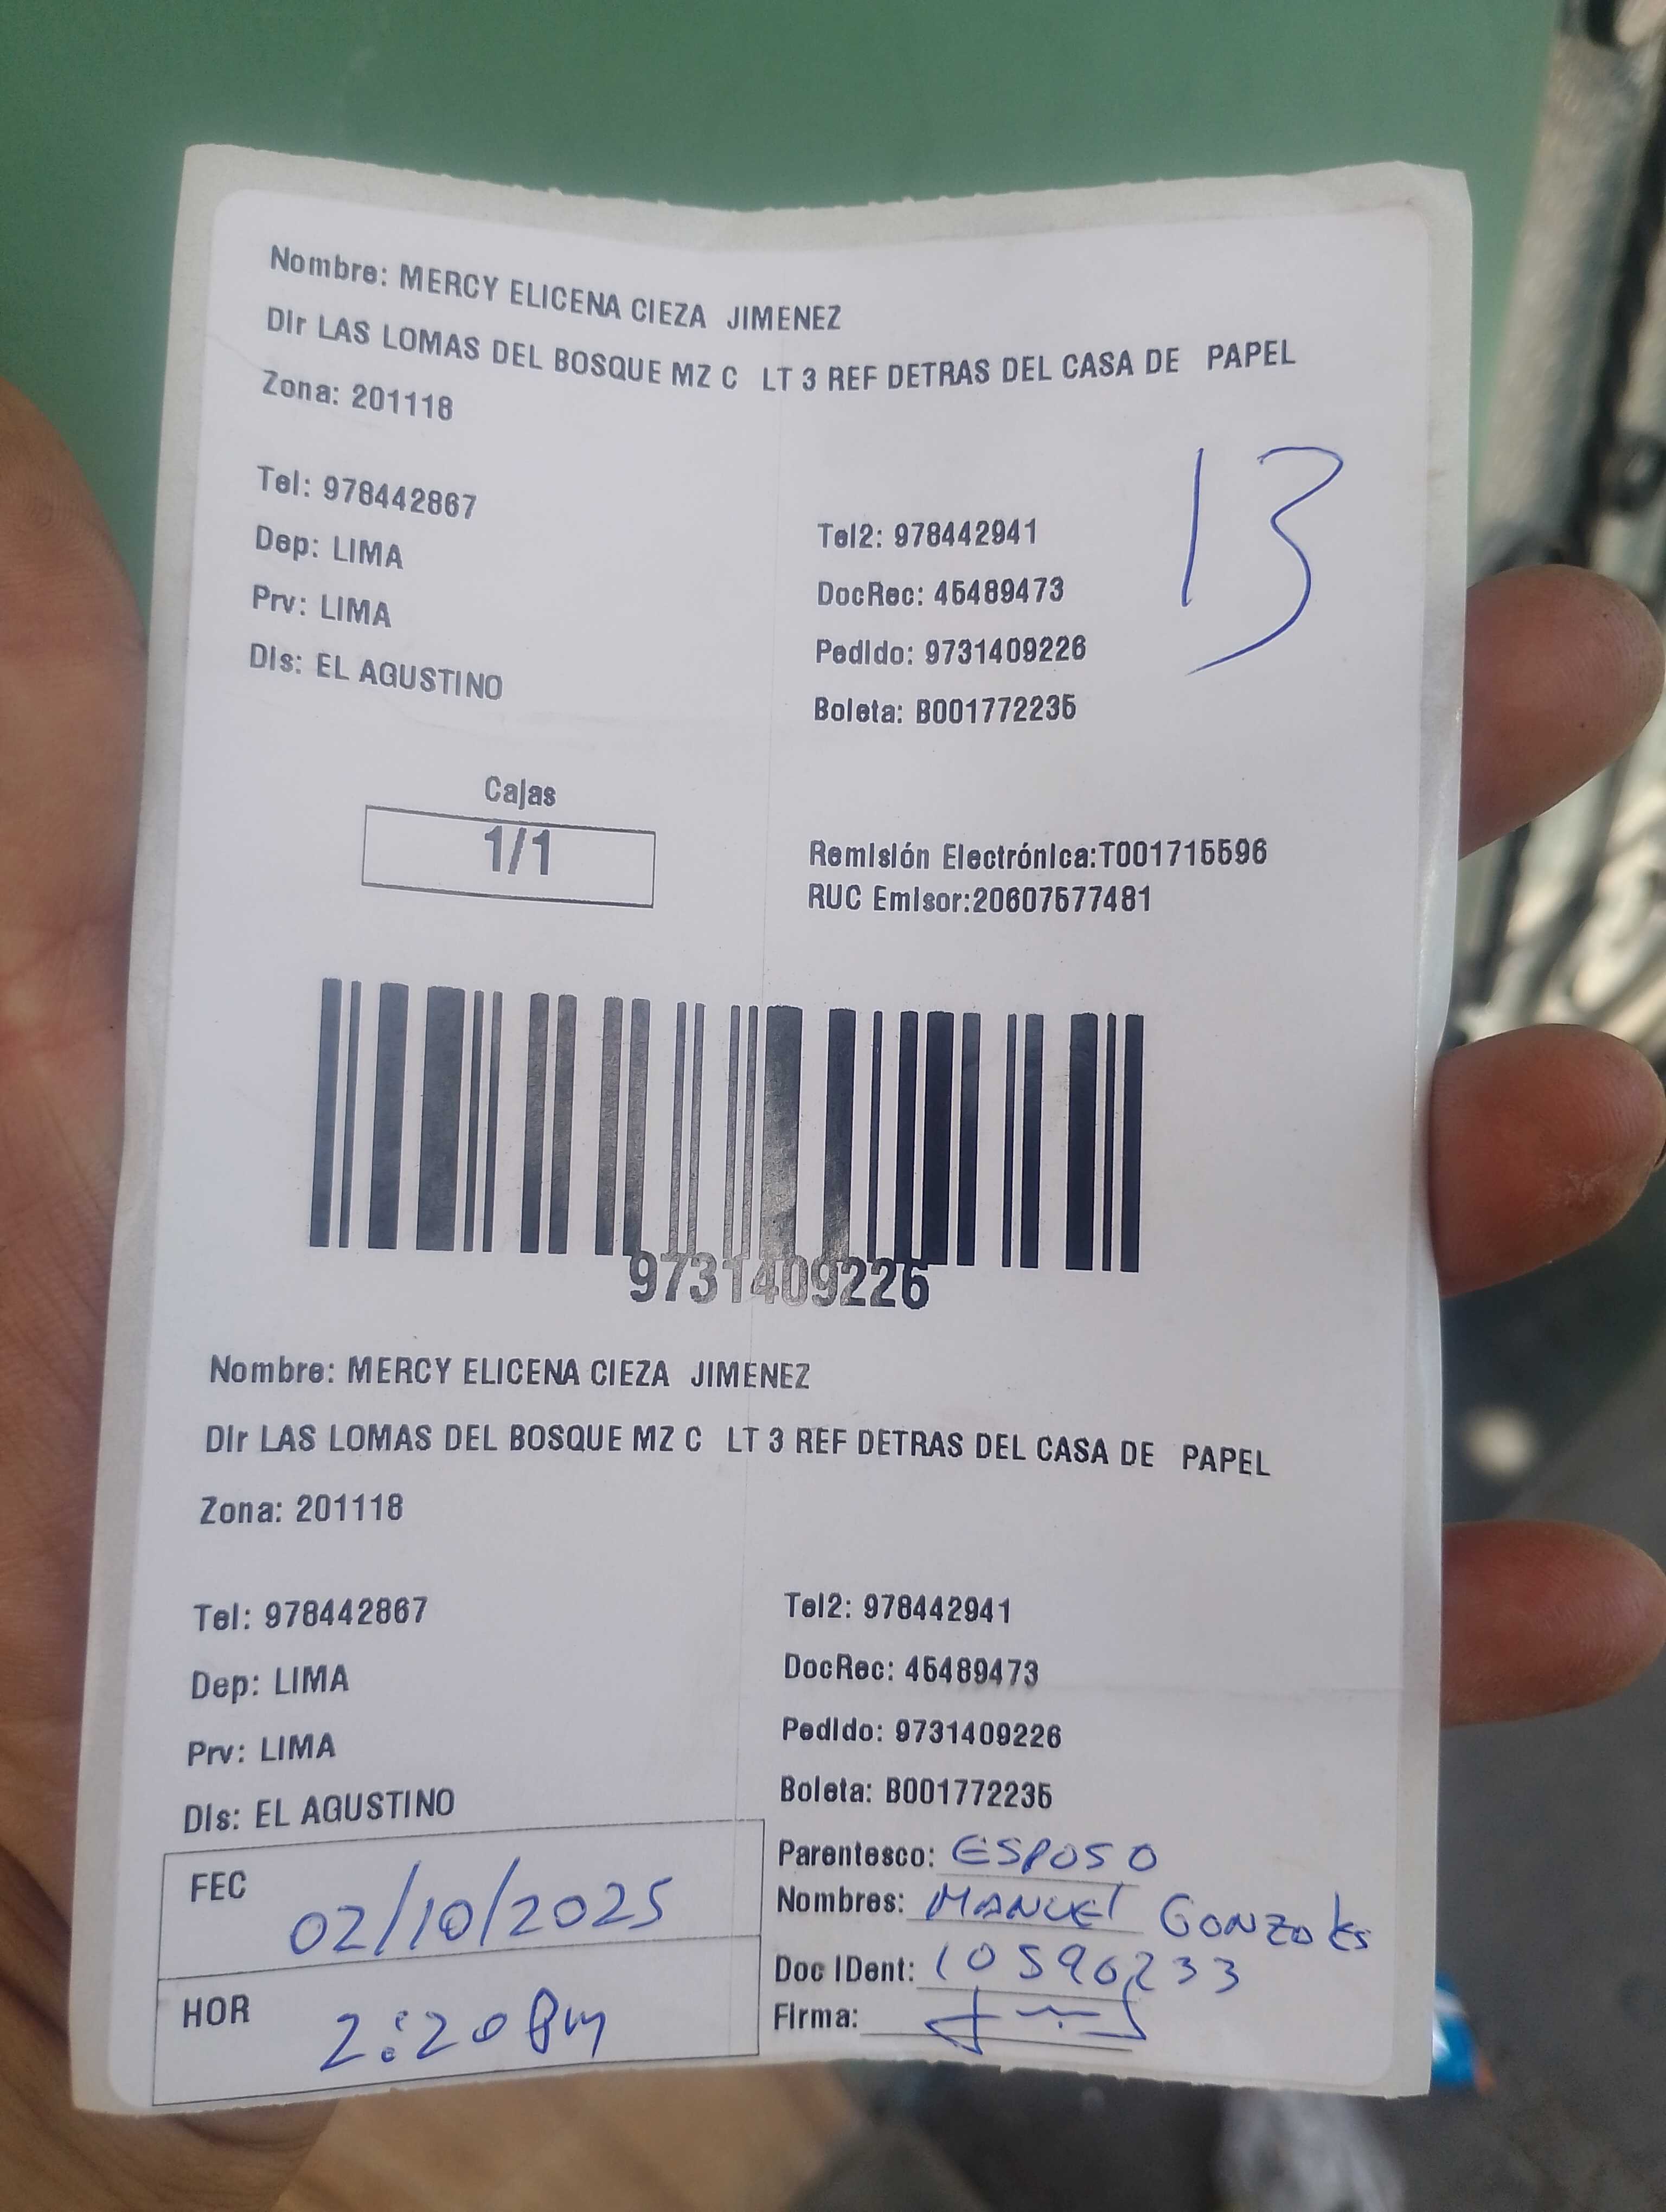 Nombre: MERCY ELICENA CIEZA JIMENEZ
Dir LAS LOMAS DEL BOSQUE MZ C LT 3 REF DETRAS DEL CASA DE PAPEL
Zona: 201118
13
Tel: 978442867
Tel2: 978442941
Dep: LIMA
DocRec: 45489473
Prv: LIMA
Pedido: 9731409226
Dis: EL AGUSTINO
Boleta: B001772235
Cajas
1/1
Remisión Electrónica:T001715596
RUC Emisor:20607577481
9731409226
Nombre: MERCY ELICENA CIEZA JIMENEZ
Dir LAS LOMAS DEL BOSQUE MZ C LT 3 REF DETRAS DEL CASA DE PAPEL
Zona: 201118
Tel: 978442867
Tel2: 978442941
Dep: LIMA
DocRec: 45489473
Prv: LIMA
Pedido: 9731409226
Dis: EL AGUSTINO
Boleta: B001772235
FEC 02/10/2025
HOR 2:20 Pm
Parentesco: ESPOSO
Nombres: MANUEL GONZales
Doc IDent: 10596233
Firma: